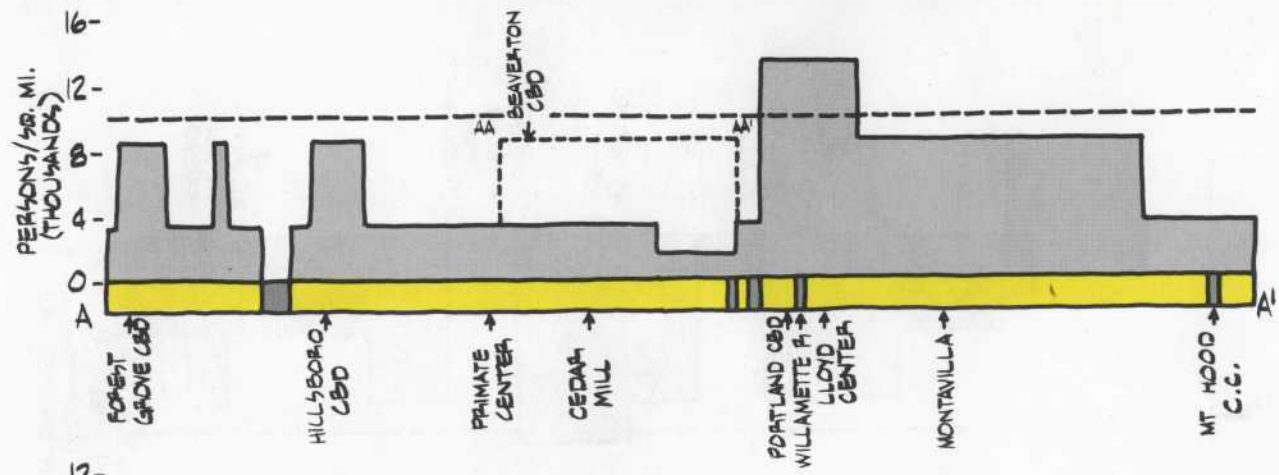 16-
12-
8-
4-
0-
PERSONS/SQ. MI.
(THOUSANDS)
AA
BEAVERTON
CBD
AA'
A
A'
FOREST
GROVE CBD
HILLSBORO
CBD
PRIMATE
CENTER
CEDAR
MILL
PORTLAND CBD
WILLAMETTE R.
LLOYD
CENTER
MONTAVILLA
MT HOOD
C.C.